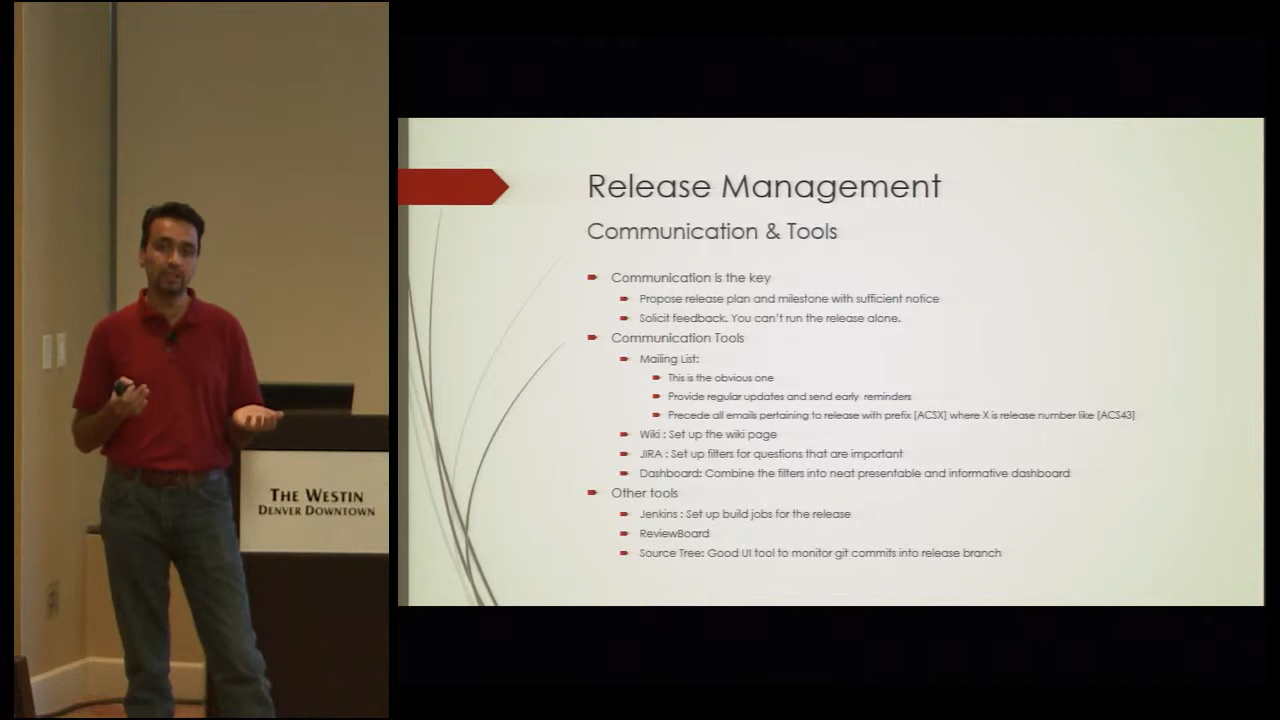 THE WESTIN
DENVER DOWNTOWN
Release Management
Communication & Tools
Communication is the key
Propose release plan and milestone with sufficient notice
Solicit feedback. You can't run the release alone.
Communication Tools
Mailing List:
This is the obvious one
Provide regular updates and send early reminders
Precede all emails pertaining to release with prefix [ACSX] where X is release number like [ACS43]
Wiki : Set up the wiki page
JIRA : Set up filters for questions that are important
Dashboard: Combine the filters into neat presentable and informative dashboard
Other tools
Jenkins : Set up build jobs for the release
ReviewBoard
Source Tree: Good UI tool to monitor git commits into release branch